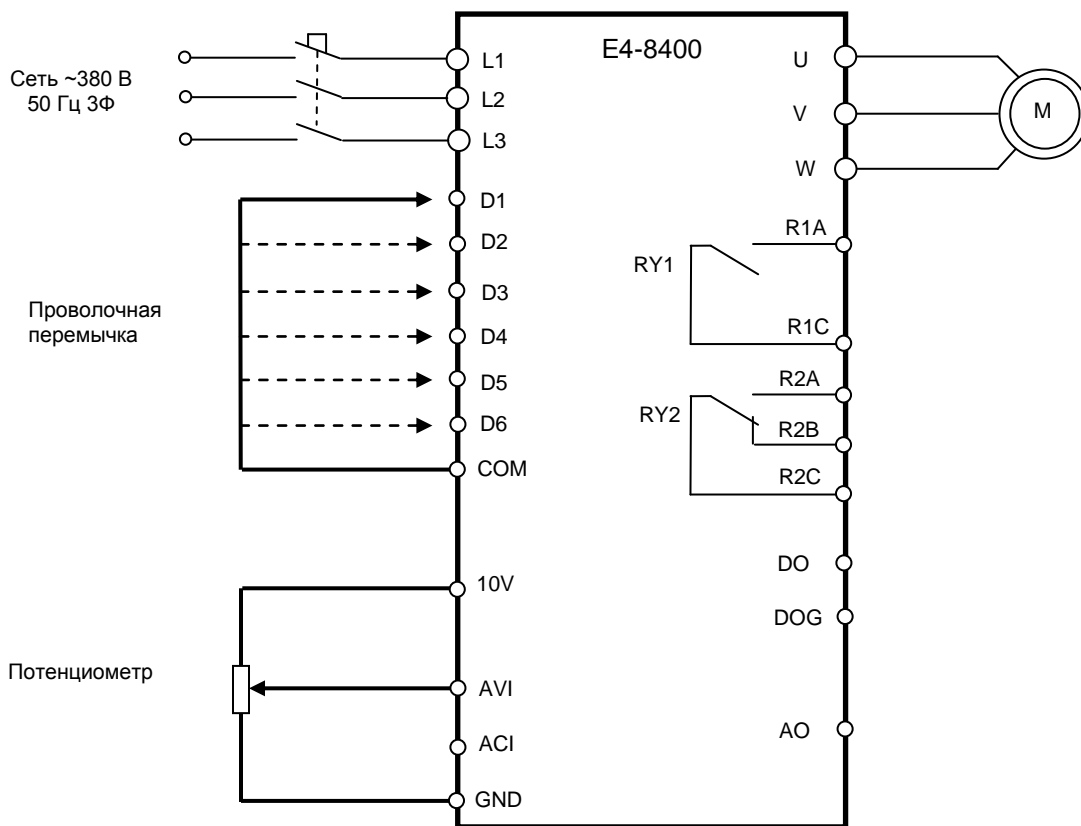 E4-8400
Сеть ~380 В
50 Гц 3Ф
L1
L2
L3
U
V
W
M
D1
D2
D3
D4
D5
D6
COM
Проволочная
перемычка
RY1
R1A
R1C
RY2
R2A
R2B
R2C
DO
DOG
AO
10V
AVI
ACI
GND
Потенциометр